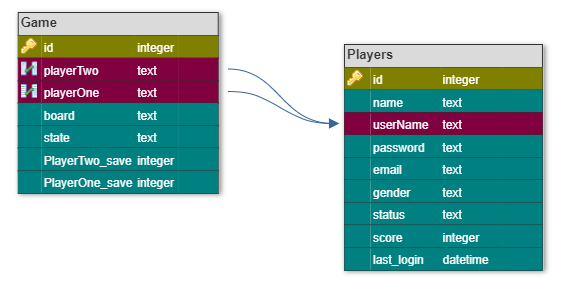 Game
id integer
playerTwo text
playerOne text
board text
state text
PlayerTwo_save integer
PlayerOne_save integer
Players
id integer
name text
userName text
password text
email text
gender text
status text
score integer
last_login datetime